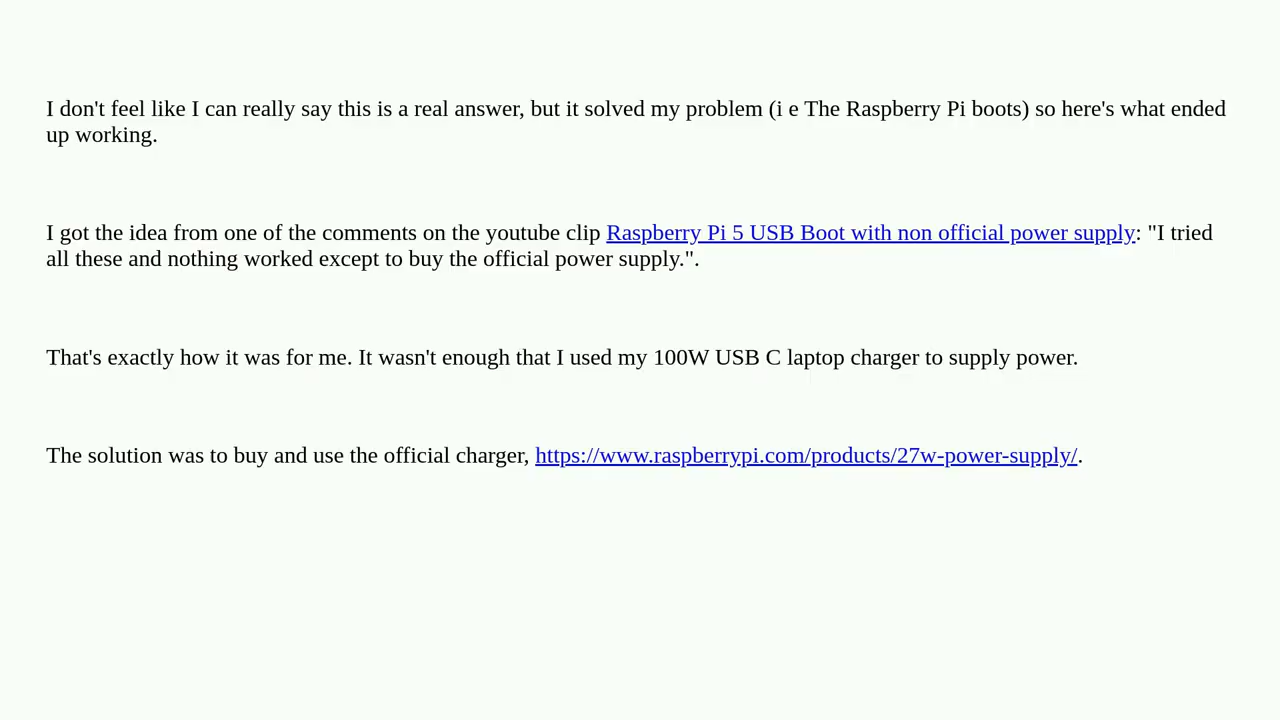 I don't feel like I can really say this is a real answer, but it solved my problem (i e The Raspberry Pi boots) so here's what ended
up working.
I got the idea from one of the comments on the youtube clip Raspberry Pi 5 USB Boot with non official power supply: "I tried
all these and nothing worked except to buy the official power supply.".
That's exactly how it was for me. It wasn't enough that I used my 100W USB C laptop charger to supply power.
The solution was to buy and use the official charger, https://www.raspberrypi.com/products/27w-power-supply/.